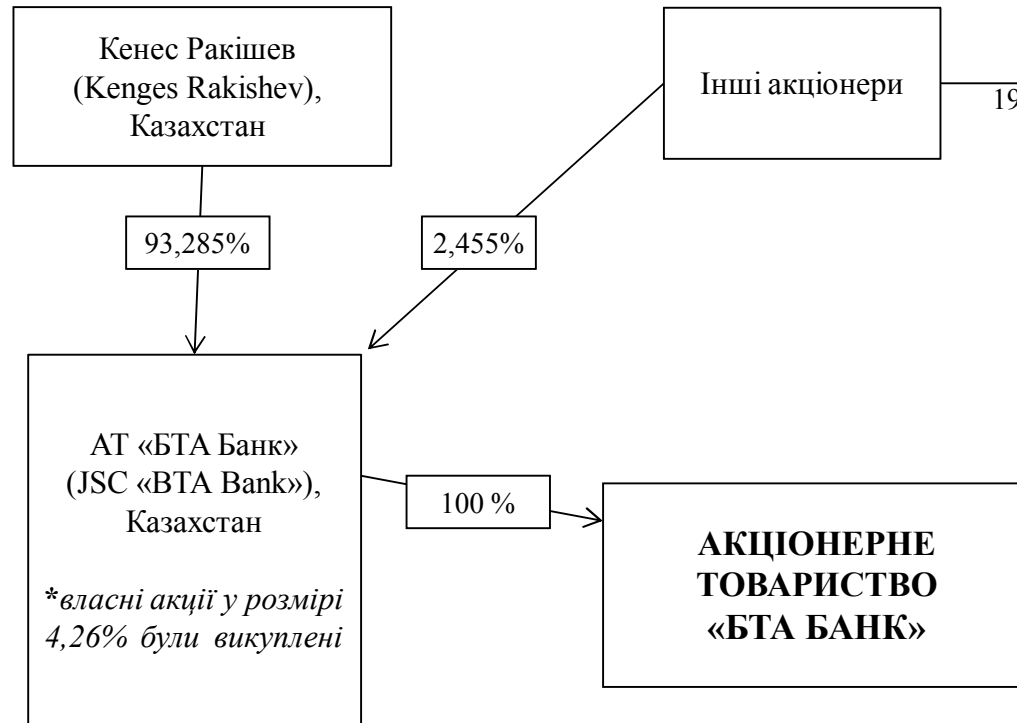 Кенес Ракішев
(Kenges Rakishev),
Казахстан
Інші акціонери
19
93,285%
2,455%
АТ «БТА Банк»
(JSC «BTA Bank»),
Казахстан
*власні акції у розмірі
4,26% були викуплені
100 %
АКЦІОНЕРНЕ
ТОВАРИСТВО
«БТА БАНК»